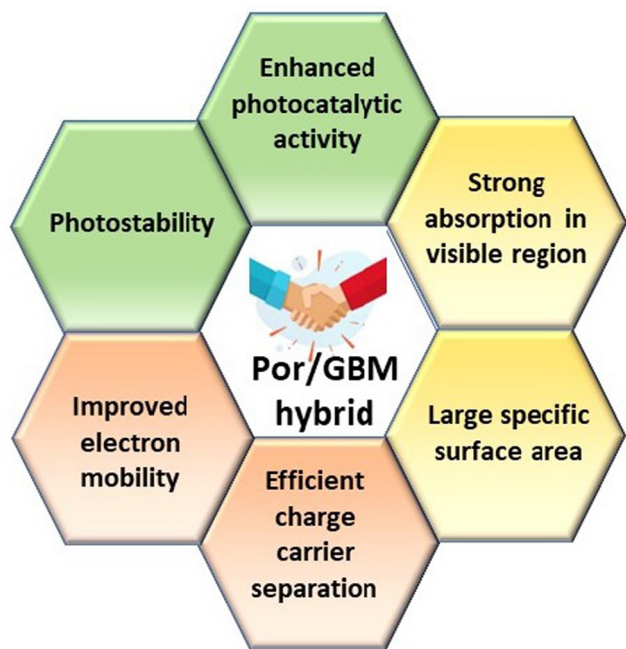 Enhanced
photocatalytic
activity
Strong
absorption in
visible region
Photostability
Por/GBM
hybrid
Large specific
surface area
Improved
electron
mobility
Efficient
charge
carrier
separation